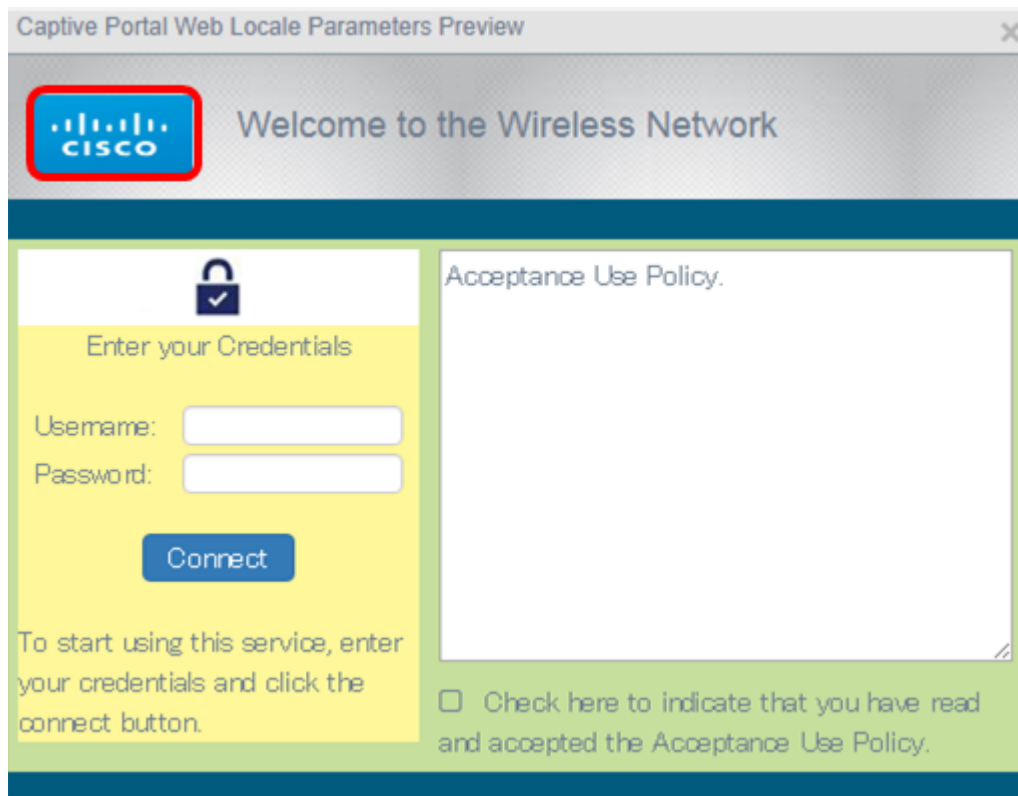 Captive Portal Web Locale Parameters Preview
CISCO
Welcome to the Wireless Network
Enter your Credentials
Username:
Password:
Connect
To start using this service, enter
your credentials and click the
connect button.
Acceptance Use Policy.
Check here to indicate that you have read
and accepted the Acceptance Use Policy.